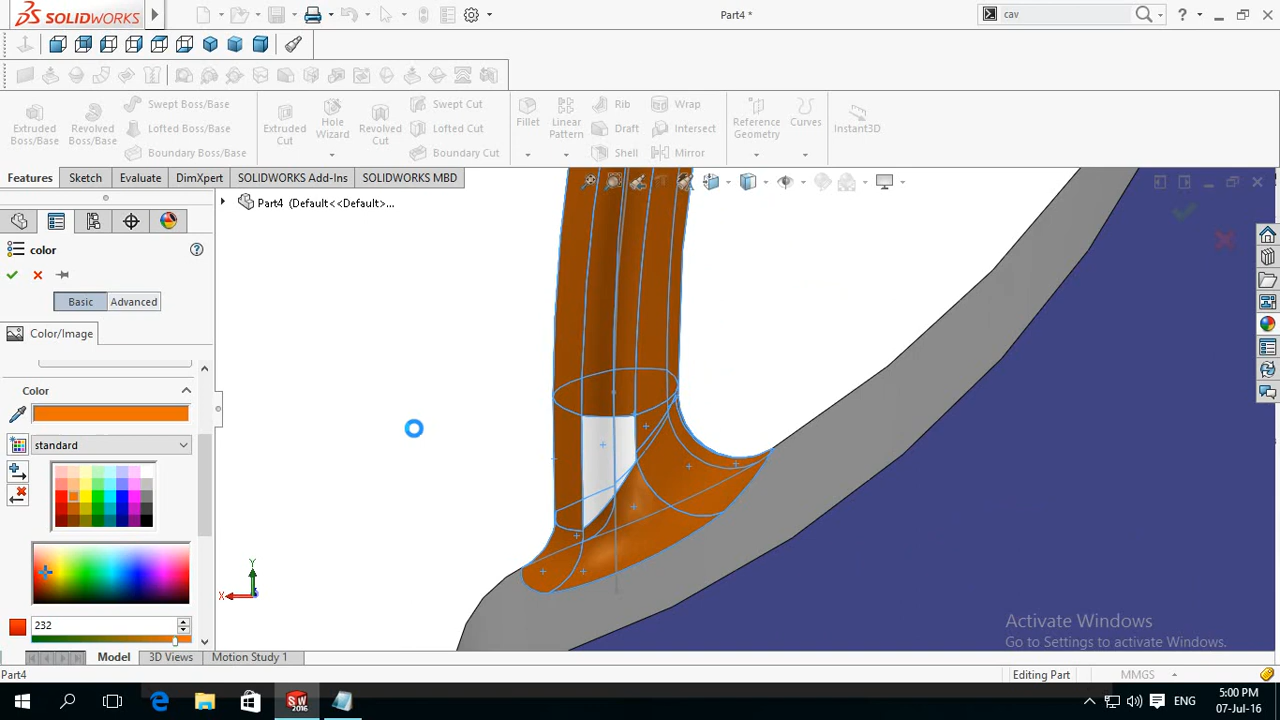 SOLIDWORKS
Part4 *
cav
Extruded Boss/Base
Revolved Boss/Base
Swept Boss/Base
Lofted Boss/Base
Boundary Boss/Base
Extruded Cut
Hole Wizard
Revolved Cut
Swept Cut
Lofted Cut
Boundary Cut
Fillet
Linear Pattern
Rib
Draft
Shell
Wrap
Intersect
Mirror
Reference Geometry
Curves
Instant3D
Features Sketch Evaluate DimXpert SOLIDWORKS Add-Ins SOLIDWORKS MBD
Part4 (Default<<Default>...
color
Basic Advanced
Color/Image
Color
standard
232
Y
X
Activate Windows
Go to Settings to activate Windows.
Model 3D Views Motion Study 1
Part4 Editing Part MMGS
SW 2016
ENG
5:00 PM
07-Jul-16